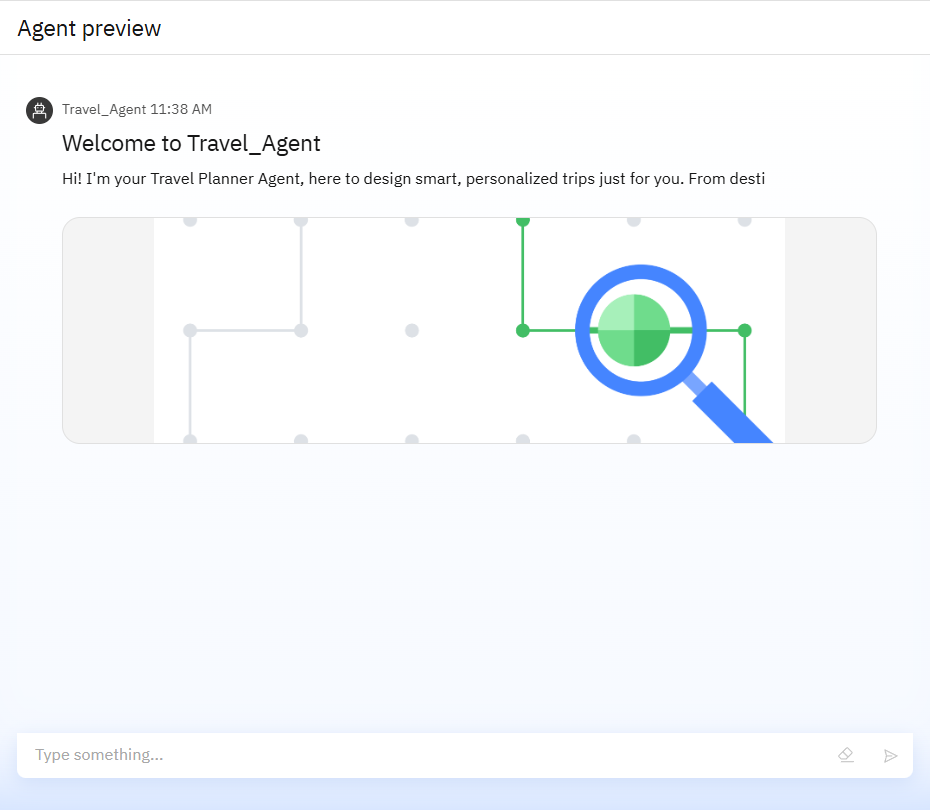 Agent preview
Travel_Agent 11:38 AM
Welcome to Travel_Agent
Hi! I'm your Travel Planner Agent, here to design smart, personalized trips just for you. From desti
Type something...